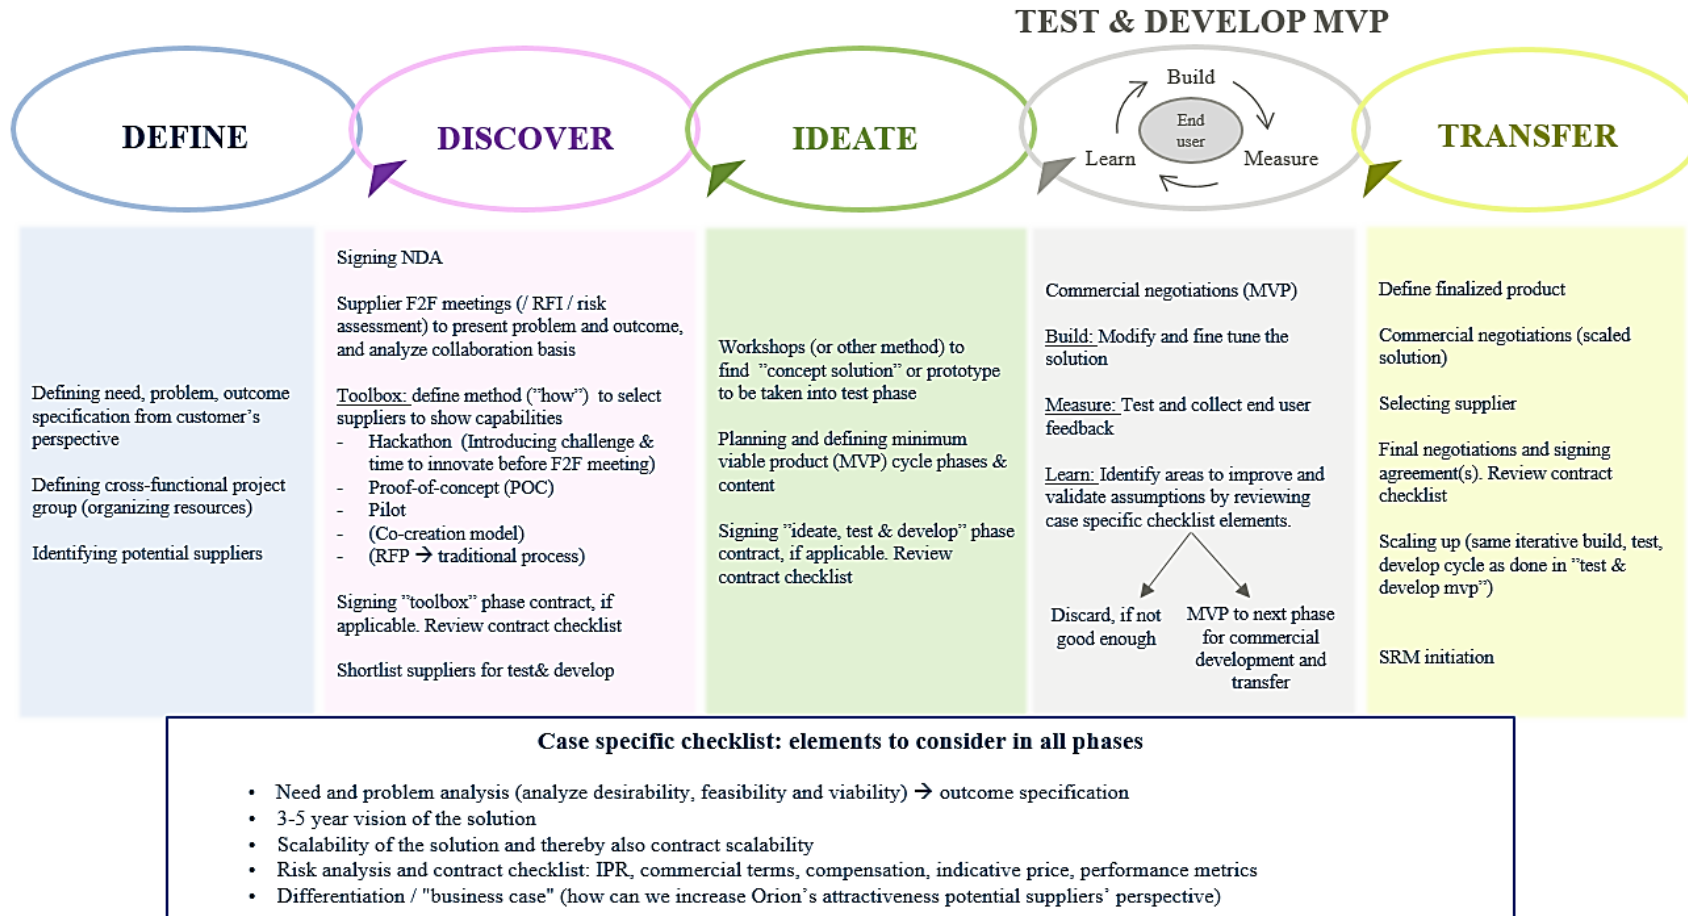 TEST & DEVELOP MVP
DEFINE
DISCOVER
IDEATE
Build
End
user
Learn
Measure
TRANSFER
Defining need, problem, outcome
specification from customer's
perspective
Defining cross-functional project
group (organizing resources)
Identifying potential suppliers
Signing NDA
Supplier F2F meetings (/ RFI / risk
assessment) to present problem and outcome,
and analyze collaboration basis
Toolbox: define method ("how") to select
suppliers to show capabilities
- Hackathon (Introducing challenge &
time to innovate before F2F meeting)
- Proof-of-concept (POC)
- Pilot
- (Co-creation model)
- (RFP → traditional process)
Signing "toolbox" phase contract, if
applicable. Review contract checklist
Shortlist suppliers for test& develop
Workshops (or other method) to
find "concept solution" or prototype
to be taken into test phase
Planning and defining minimum
viable product (MVP) cycle phases &
content
Signing "ideate, test & develop" phase
contract, if applicable. Review
contract checklist
Commercial negotiations (MVP)
Build: Modify and fine tune the
solution
Measure: Test and collect end user
feedback
Learn: Identify areas to improve and
validate assumptions by reviewing
case specific checklist elements.
Discard, if not
good enough
MVP to next phase
for commercial
development and
transfer
Define finalized product
Commercial negotiations (scaled
solution)
Selecting supplier
Final negotiations and signing
agreement(s). Review contract
checklist
Scaling up (same iterative build, test,
develop cycle as done in "test &
develop mvp")
SRM initiation
Case specific checklist: elements to consider in all phases
• Need and problem analysis (analyze desirability, feasibility and viability) → outcome specification
• 3-5 year vision of the solution
• Scalability of the solution and thereby also contract scalability
• Risk analysis and contract checklist: IPR, commercial terms, compensation, indicative price, performance metrics
• Differentiation / "business case" (how can we increase Orion's attractiveness potential suppliers' perspective)